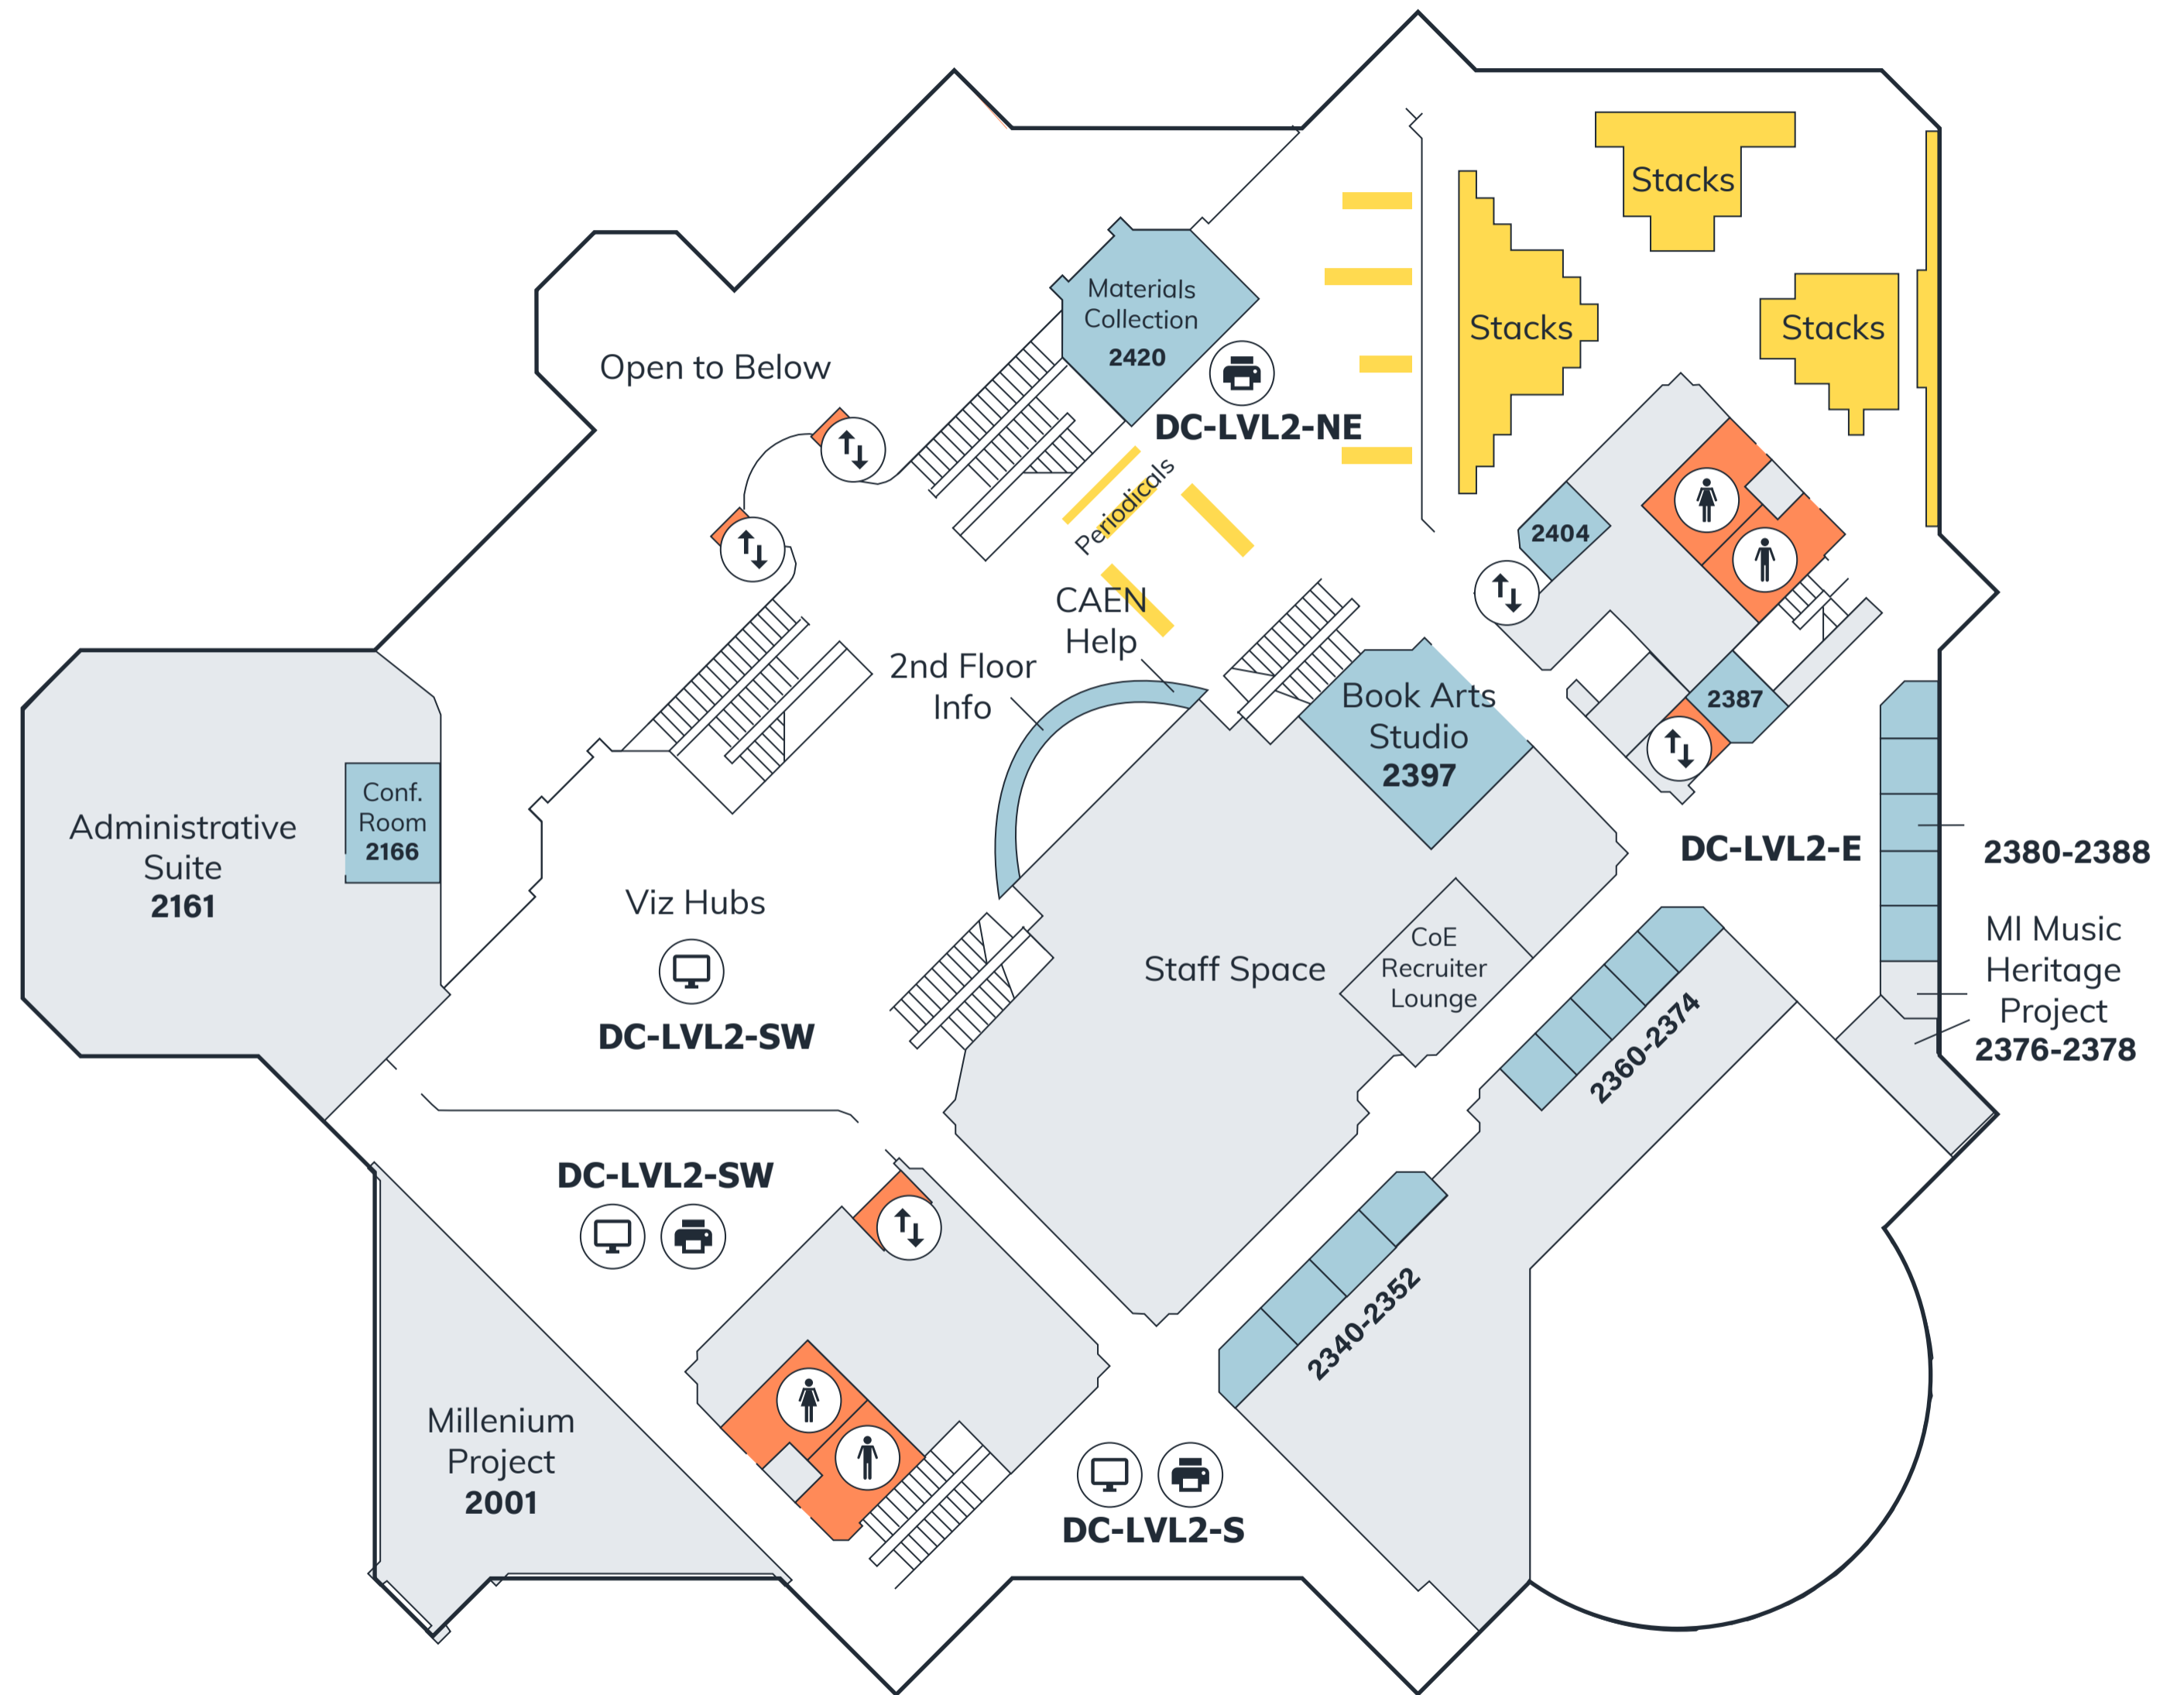 Stacks
Stacks
Stacks
Materials
Collection
2420
Open to Below
DC-LVL2-NE
Periodicals
2404
CAEN
Help
2nd Floor
Info
Book Arts
Studio
2397
2387
Conf.
Room
2166
Administrative
Suite
2161
DC-LVL2-E
2380-2388
Viz Hubs
DC-LVL2-SW
Staff Space
CoE
Recruiter
Lounge
MI Music
Heritage
Project
2376-2378
2360-2374
DC-LVL2-SW
2340-2352
Millenium
Project
2001
DC-LVL2-S